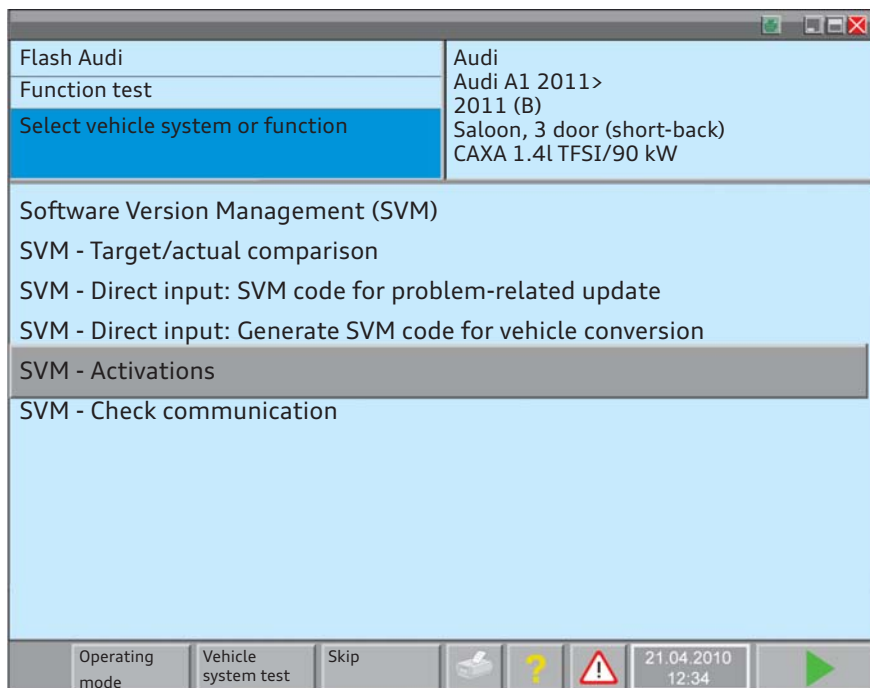 Flash Audi
Function test
Select vehicle system or function
Audi
Audi A1 2011>
2011 (B)
Saloon, 3 door (short-back)
CAXA 1.4l TFSI/90 kW
Software Version Management (SVM)
SVM - Target/actual comparison
SVM - Direct input: SVM code for problem-related update
SVM - Direct input: Generate SVM code for vehicle conversion
SVM - Activations
SVM - Check communication
Operating
mode
Vehicle
system test
Skip
?
21.04.2010
12:34